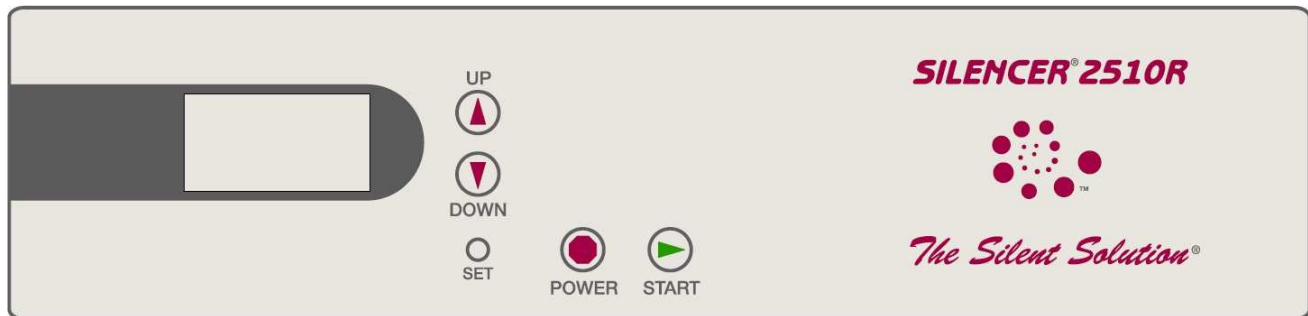 UP
DOWN
SET
POWER
START
SILENCER® 2510R
™
The Silent Solution®